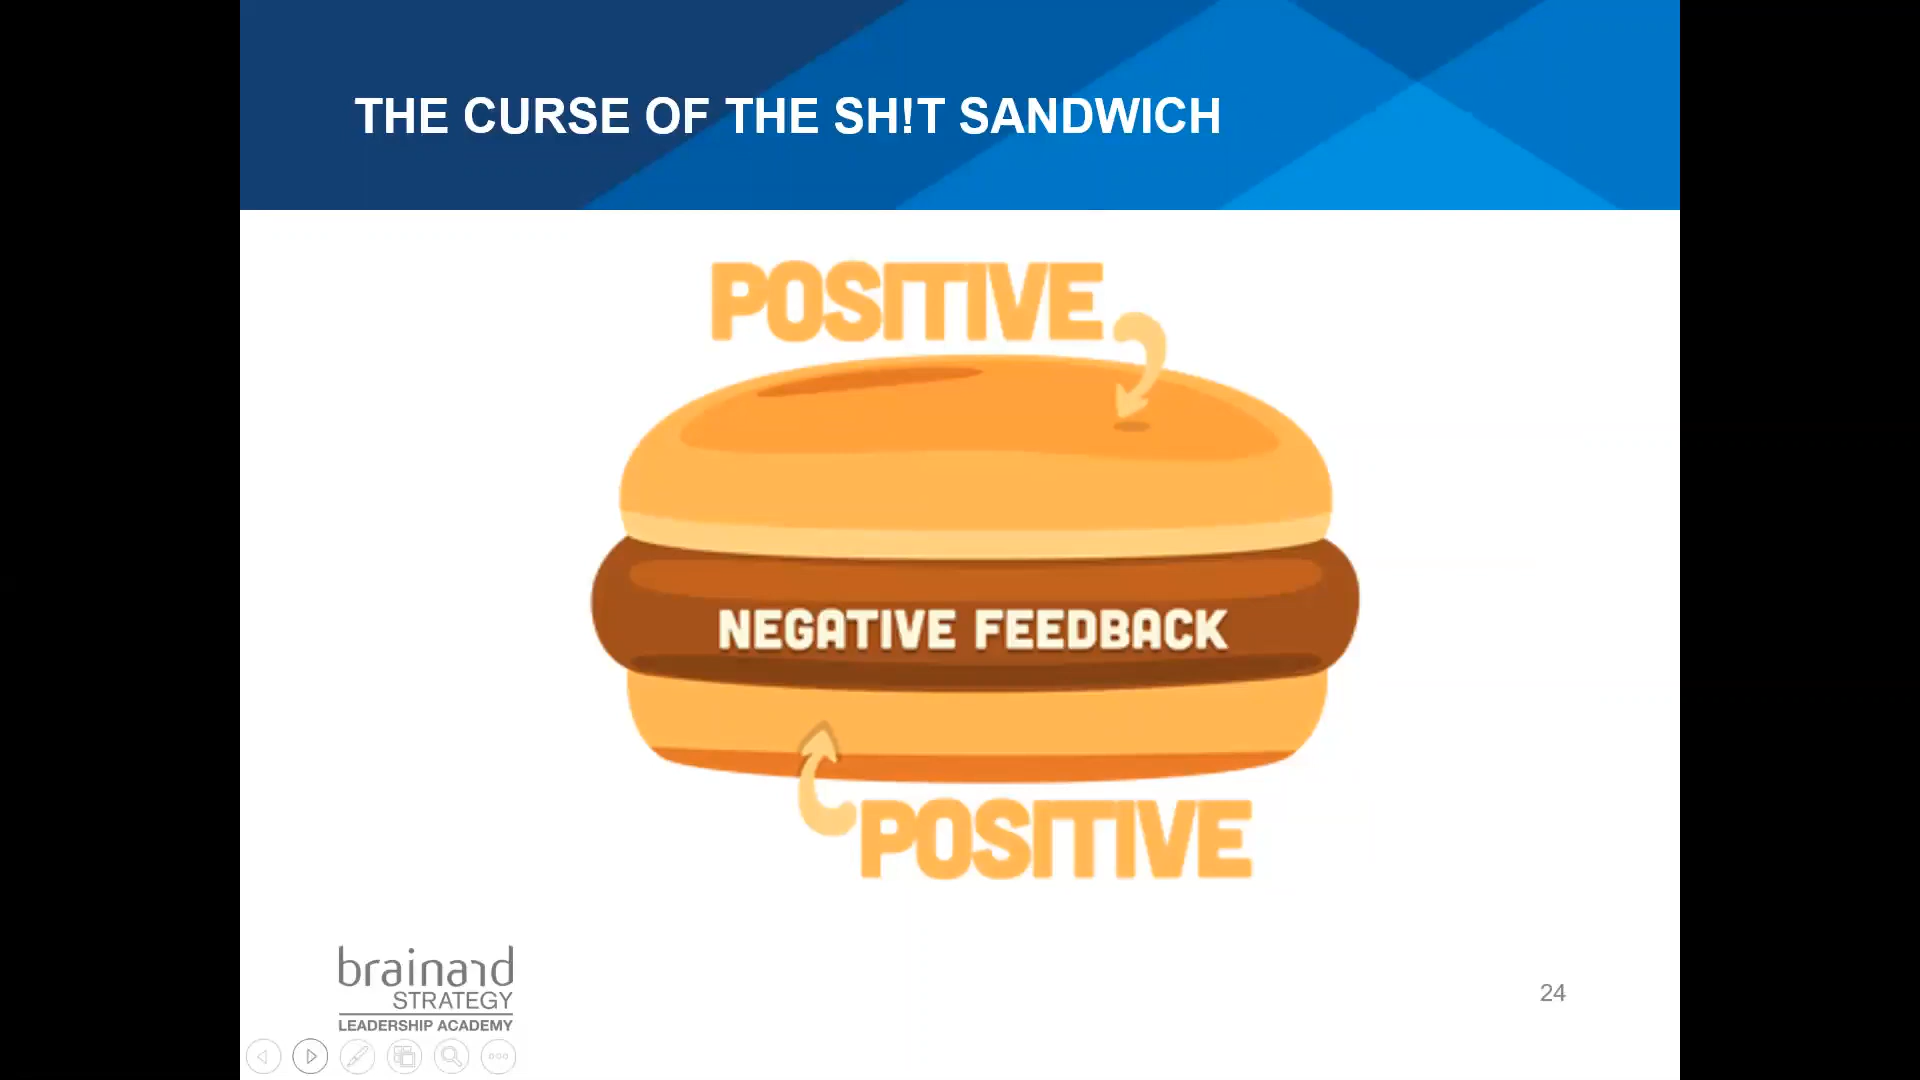 THE CURSE OF THE SH!T SANDWICH
POSITIVE
NEGATIVE FEEDBACK
POSITIVE
brainard
STRATEGY
LEADERSHIP ACADEMY
24